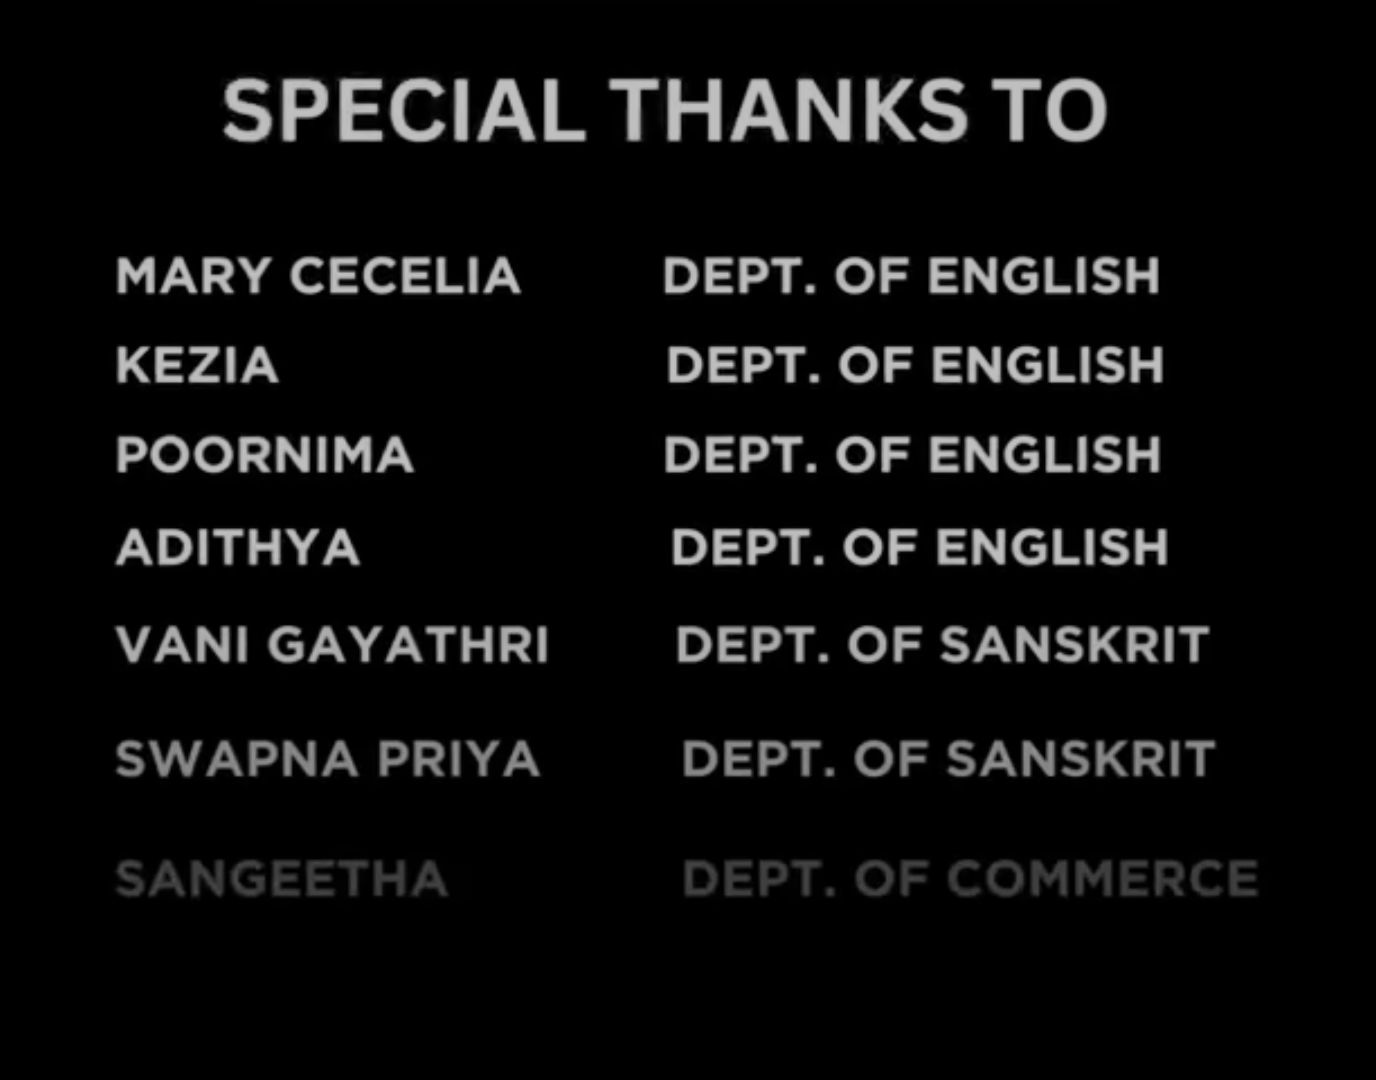 SPECIAL THANKS TO
MARY CECELIA DEPT. OF ENGLISH
KEZIA DEPT. OF ENGLISH
POORNIMA DEPT. OF ENGLISH
ADITHYA DEPT. OF ENGLISH
VANI GAYATHRI DEPT. OF SANSKRIT
SWAPNA PRIYA DEPT. OF SANSKRIT
SANGEETHA DEPT. OF COMMERCE